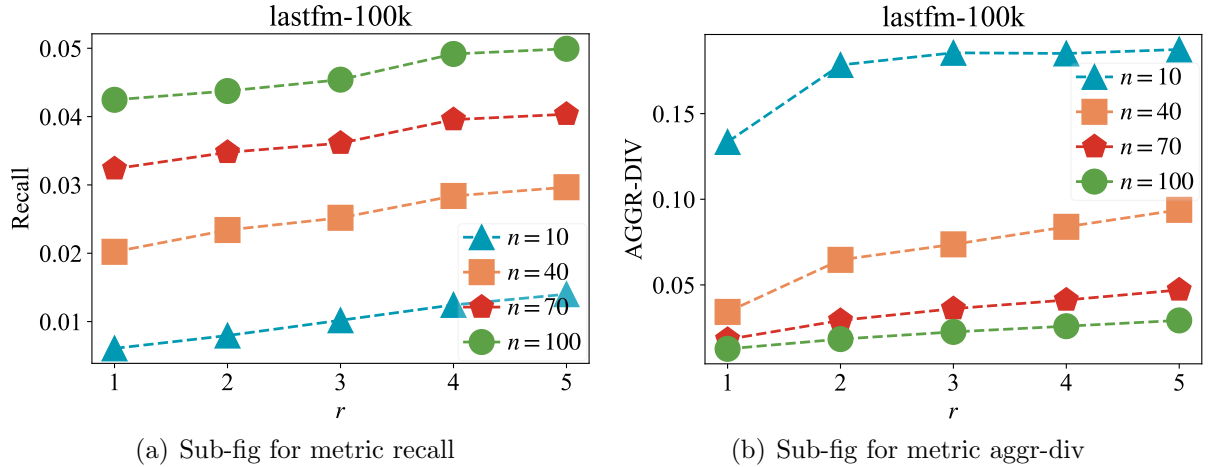 lastfm-100k
0.05
0.04
0.03
0.02
0.01
Recall
n = 10
n = 40
n = 70
n = 100
1 2 3 4 5
r
(a) Sub-fig for metric recall
lastfm-100k
0.15
0.10
0.05
AGGR-DIV
n = 10
n = 40
n = 70
n = 100
1 2 3 4 5
r
(b) Sub-fig for metric aggr-div